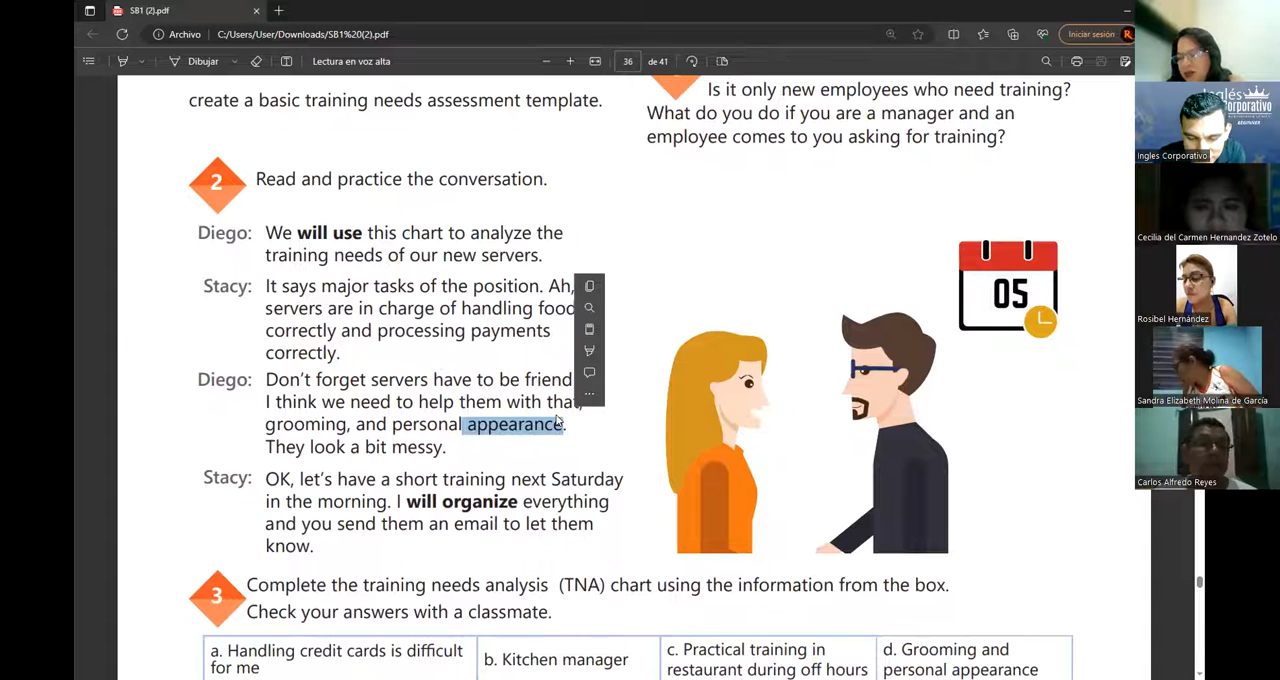 SB1 (2).pdf
Archivo
C:/Users/User/Downloads/SB1%20(2).pdf
Iniciar sesión
Dibujar
Lectura en voz alta
36
de 41
create a basic training needs assessment template.
Is it only new employees who need training?
What do you do if you are a manager and an
employee comes to you asking for training?
2
Read and practice the conversation.
Diego: We will use this chart to analyze the
training needs of our new servers.
Stacy: It says major tasks of the position. Ah,
servers are in charge of handling food
correctly and processing payments
correctly.
Diego: Don't forget servers have to be friend
I think we need to help them with that,
grooming, and personal appearance.
They look a bit messy.
Stacy: OK, let's have a short training next Saturday
in the morning. I will organize everything
and you send them an email to let them
know.
05
3
Complete the training needs analysis (TNA) chart using the information from the box.
Check your answers with a classmate.
a. Handling credit cards is difficult
for me
b. Kitchen manager
c. Practical training in
restaurant during off hours
d. Grooming and
personal appearance
Inglés
Corporativo
Ingles Corporativo
Cecilia del Carmen Hernandez Zotelo
Rosibel Hernández
Sandra Elizabeth Molina de García
Carlos Alfredo Reyes